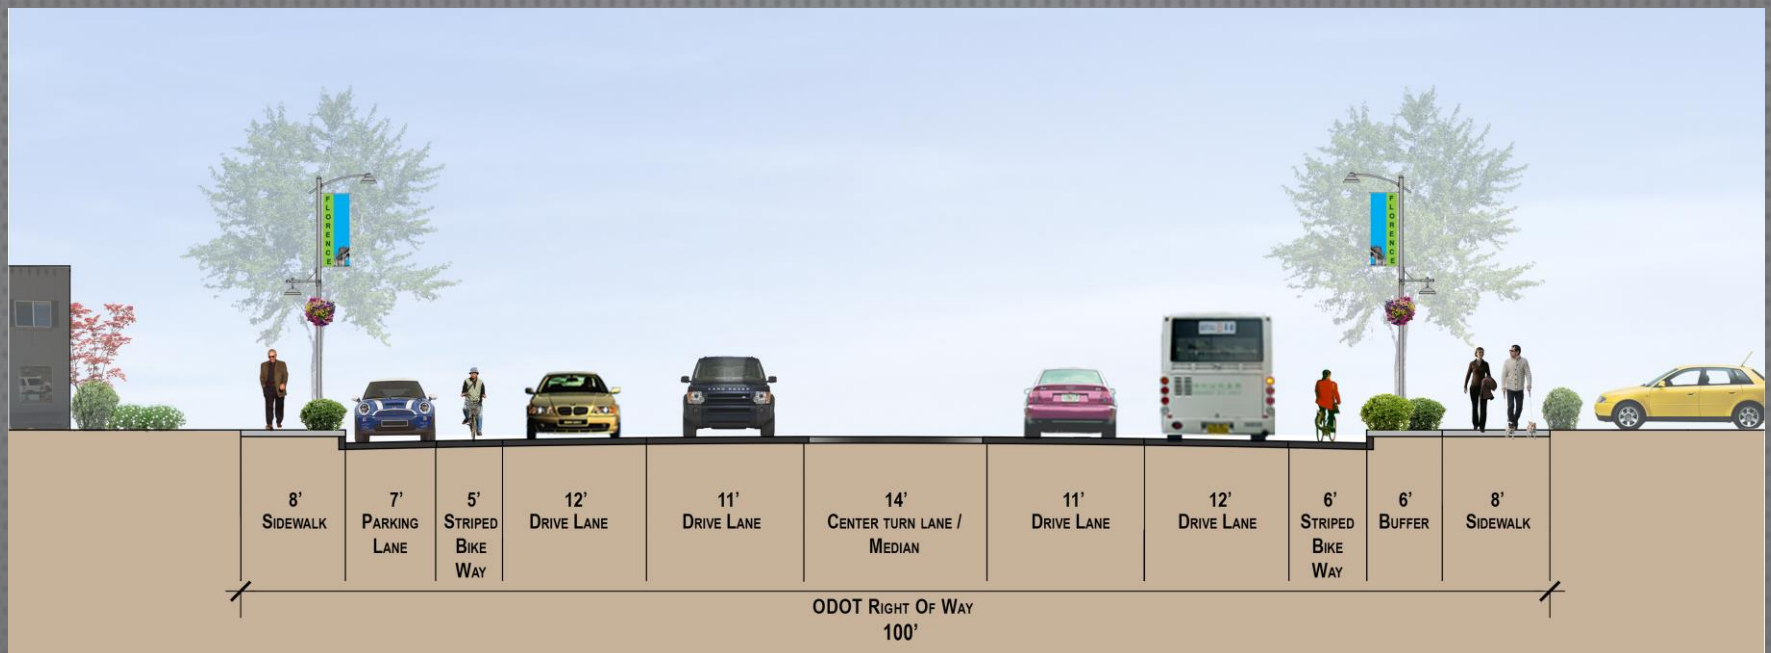 FLORENCE
FLORENCE
8'
SIDEWALK
7'
PARKING
LANE
5'
STRIPED
BIKE
WAY
12'
DRIVE LANE
11'
DRIVE LANE
14'
CENTER TURN LANE /
MEDIAN
11'
DRIVE LANE
12'
DRIVE LANE
6'
STRIPED
BIKE
WAY
6'
BUFFER
8'
SIDEWALK
ODOT RIGHT OF WAY
100'